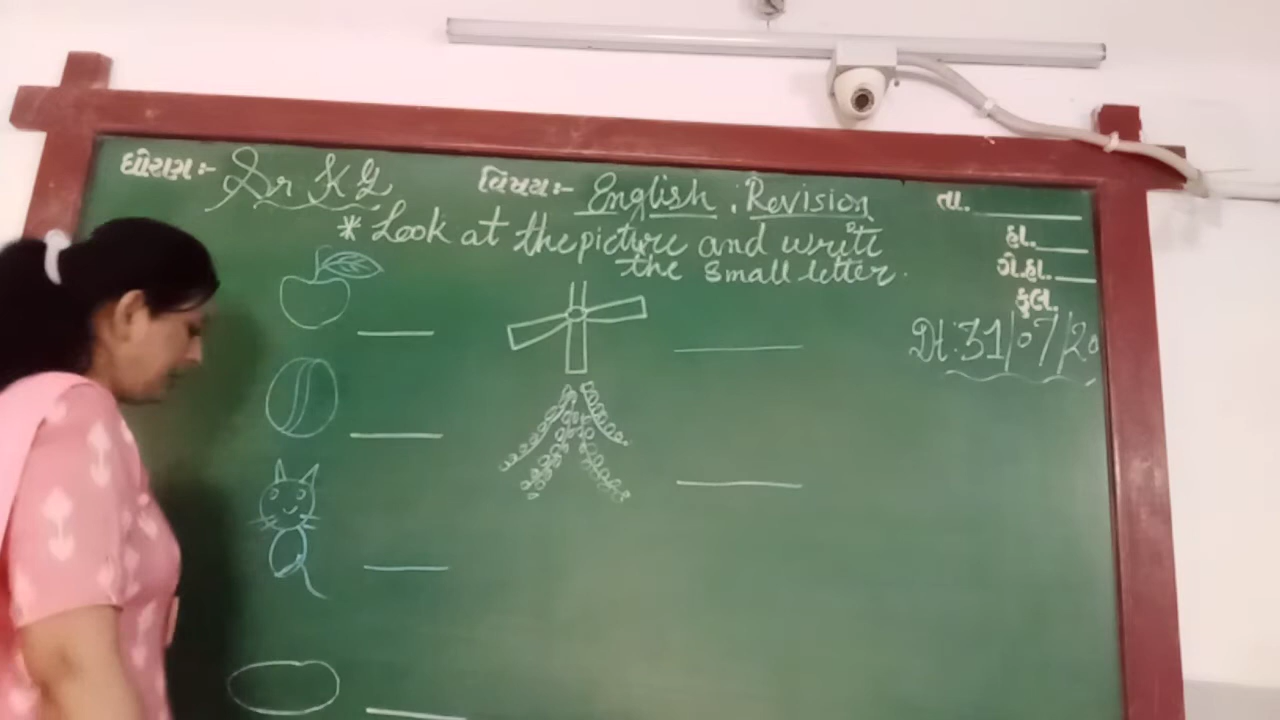 ધોરણઃ- Sr KG
વિષયઃ- English : Revision
* Look at the picture and write
the small letter.
તા.
હા.
ગે.હા.
કુલ.
Dt:31/07/20